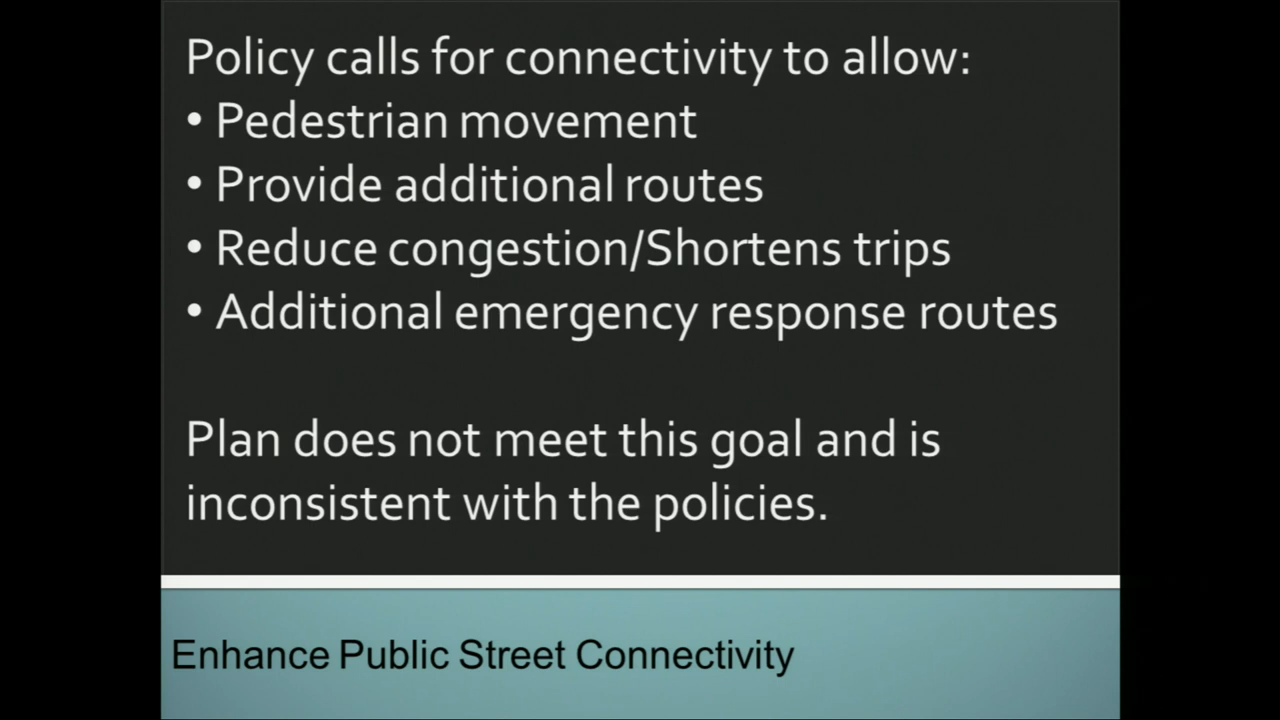 Policy calls for connectivity to allow:
• Pedestrian movement
• Provide additional routes
• Reduce congestion/Shortens trips
• Additional emergency response routes
Plan does not meet this goal and is
inconsistent with the policies.
Enhance Public Street Connectivity